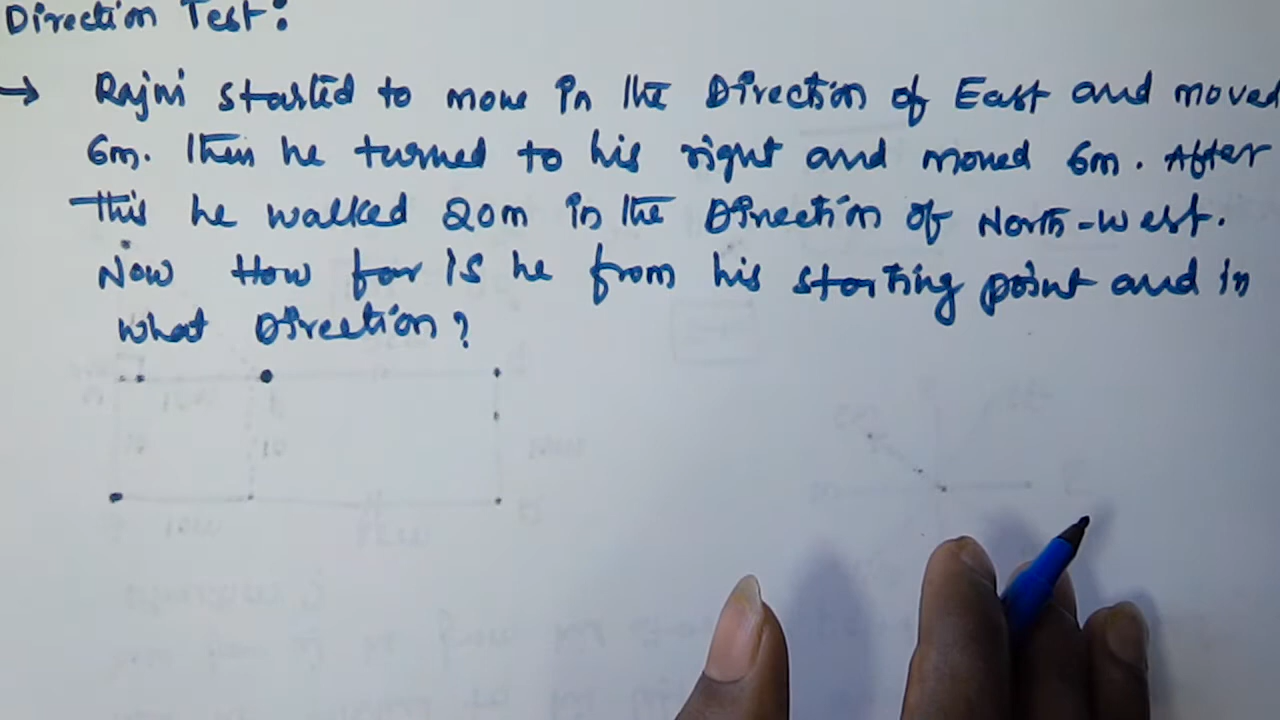 Direction Test:
→ Rajni started to move in the Direction of East and moved
6m. Then he turned to his right and moved 6m. After
this he walked 20m in the Direction of North-West.
Now How far is he from his starting point and in
what Direction?